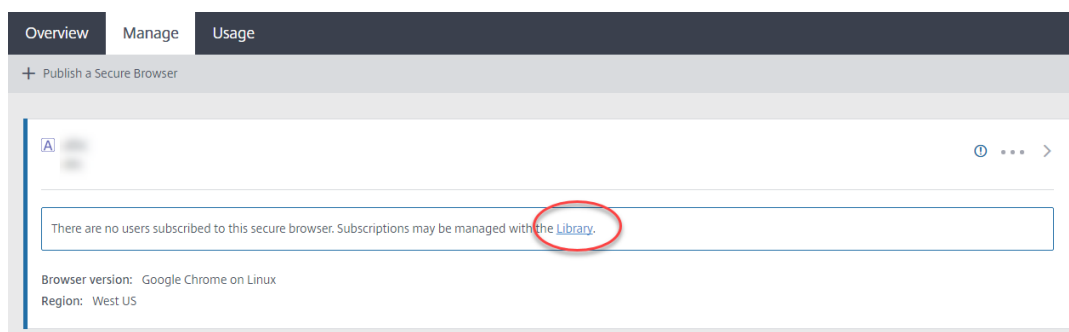 Overview Manage Usage
+ Publish a Secure Browser
A
There are no users subscribed to this secure browser. Subscriptions may be managed with the Library.
Browser version: Google Chrome on Linux
Region: West US